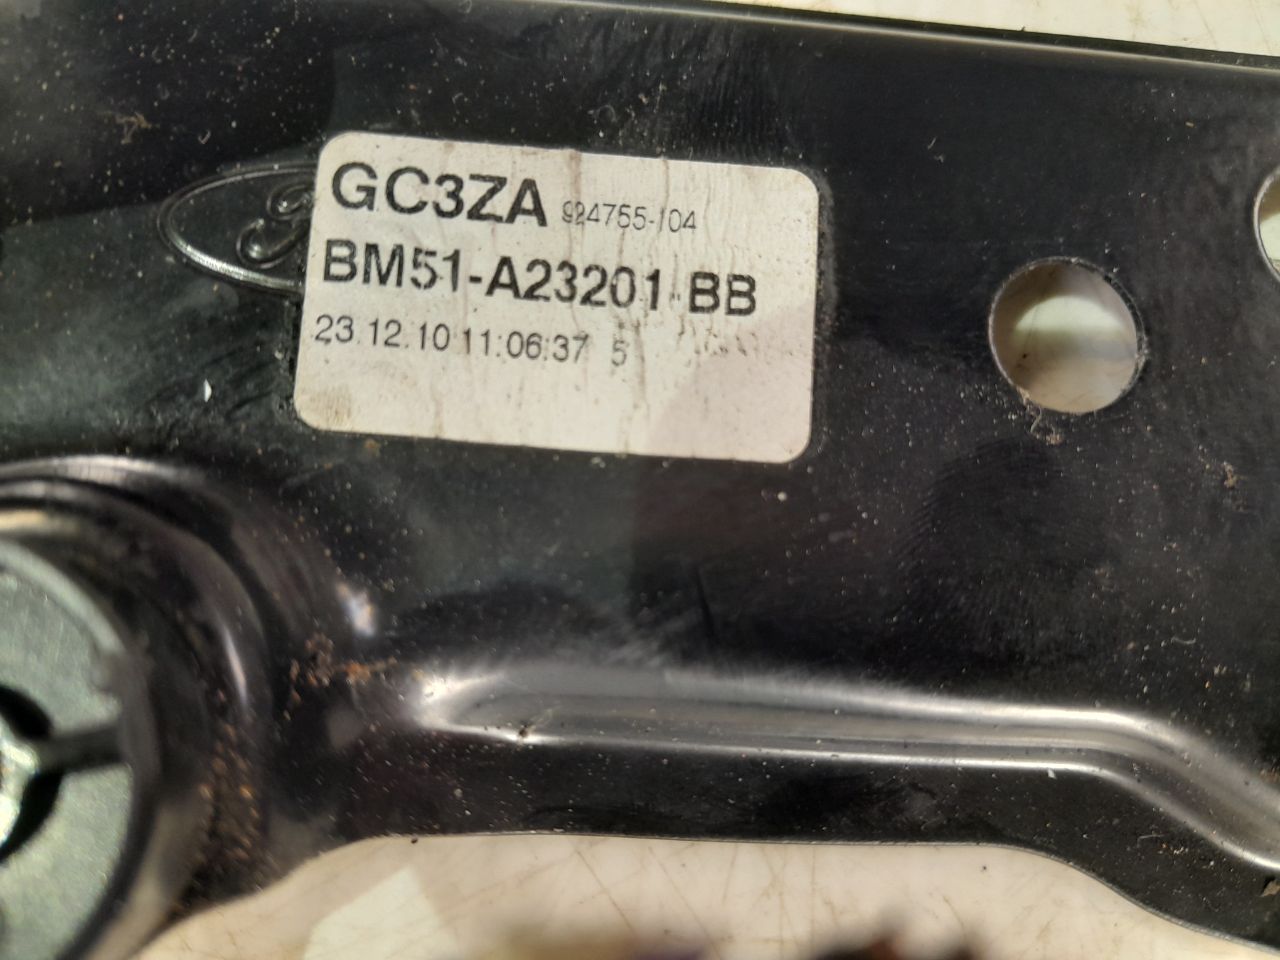 GC3ZA 924755-104
BM51-A23201-BB
23.12.10 11:06:37 5